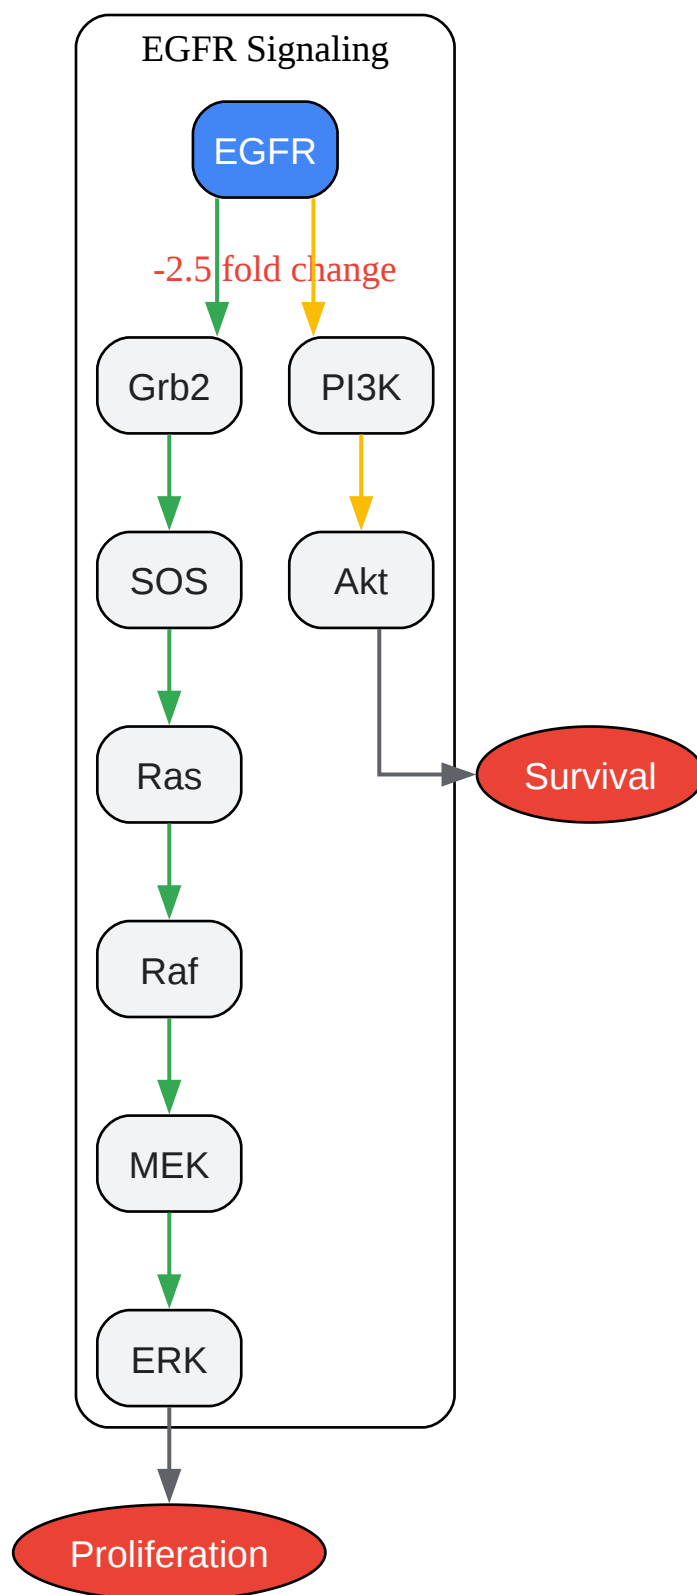 EGFR Signaling
EGFR
-2.5 fold change
Grb2
PI3K
SOS
Akt
Ras
Survival
Raf
MEK
ERK
Proliferation